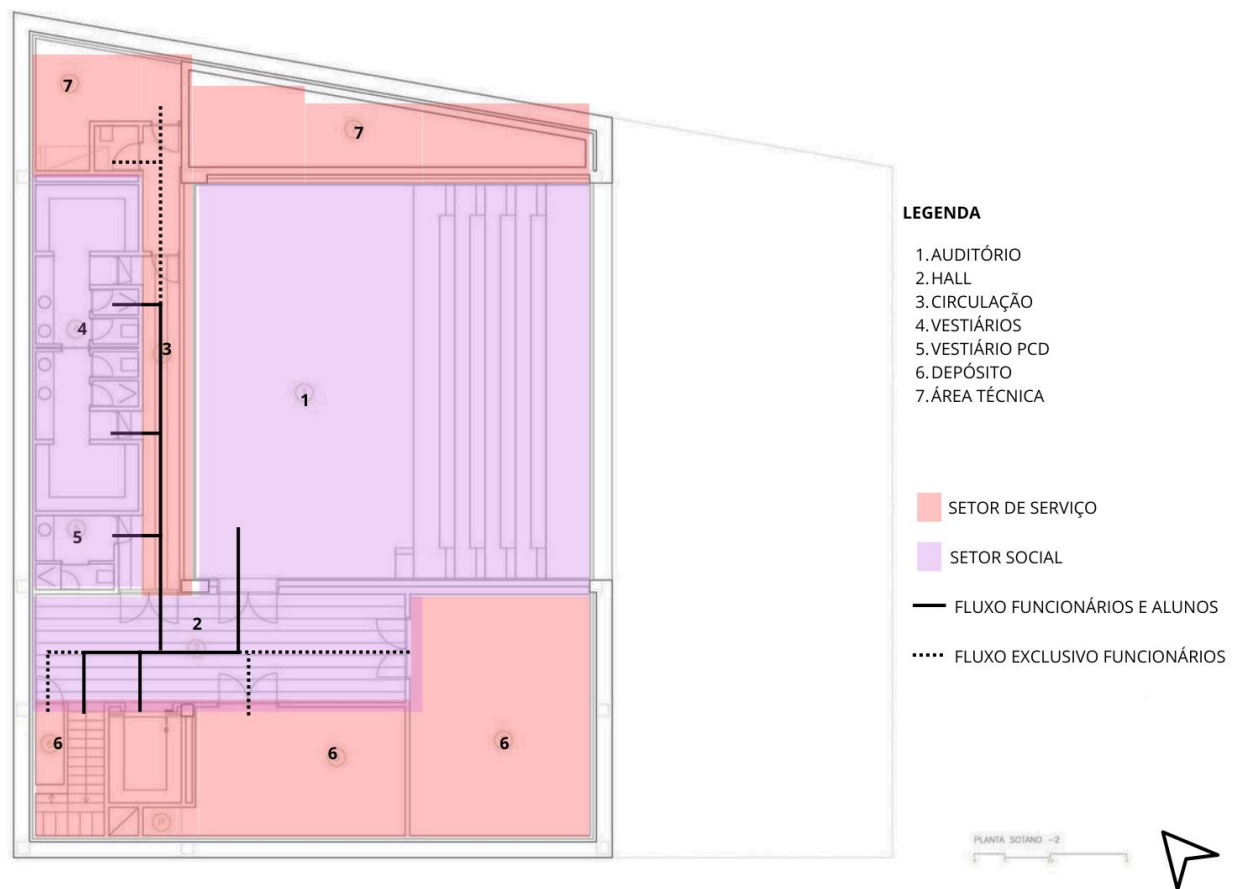 7
7
4
3
1
5
2
6
6
6
P
LEGENDA
1. AUDITÓRIO
2. HALL
3. CIRCULAÇÃO
4. VESTIÁRIOS
5. VESTIÁRIO PCD
6. DEPÓSITO
7. ÁREA TÉCNICA
SETOR DE SERVIÇO
SETOR SOCIAL
FLUXO FUNCIONÁRIOS E ALUNOS
FLUXO EXCLUSIVO FUNCIONÁRIOS
PLANTA SOTANO -2